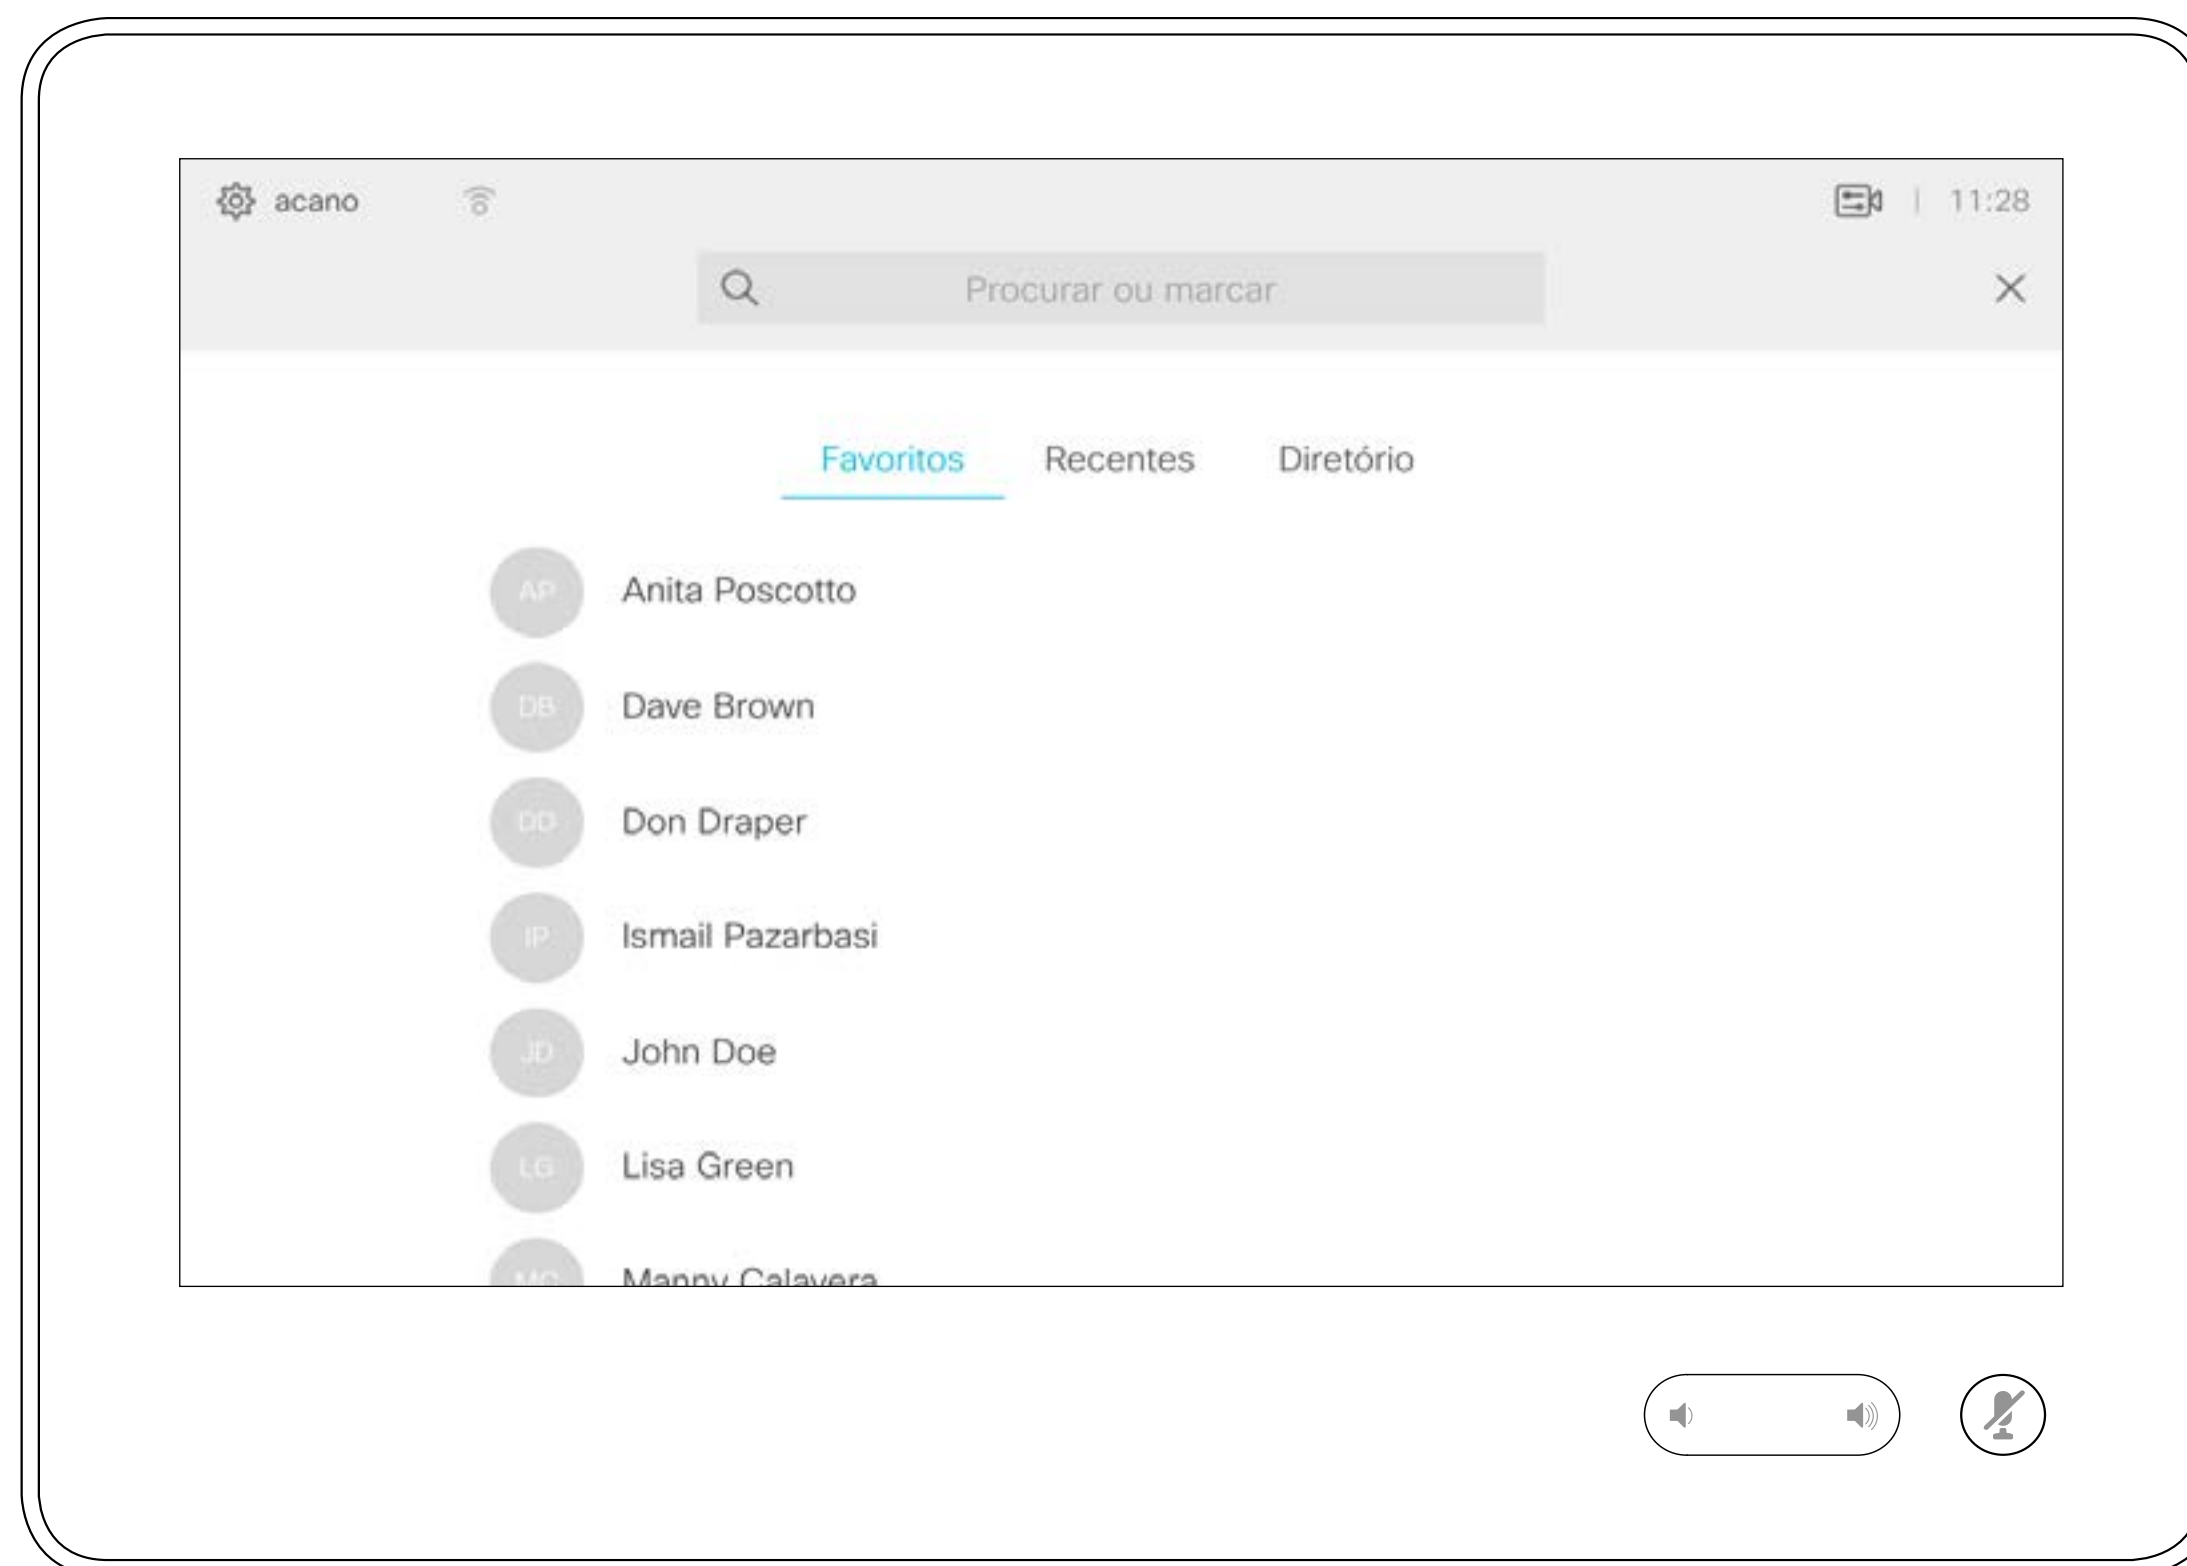 acano 11:28
Procurar ou marcar
Favoritos Recentes Diretório
AP Anita Poscotto
DB Dave Brown
DD Don Draper
IP Ismail Pazarbasi
JD John Doe
LG Lisa Green
MC Manny Calavera